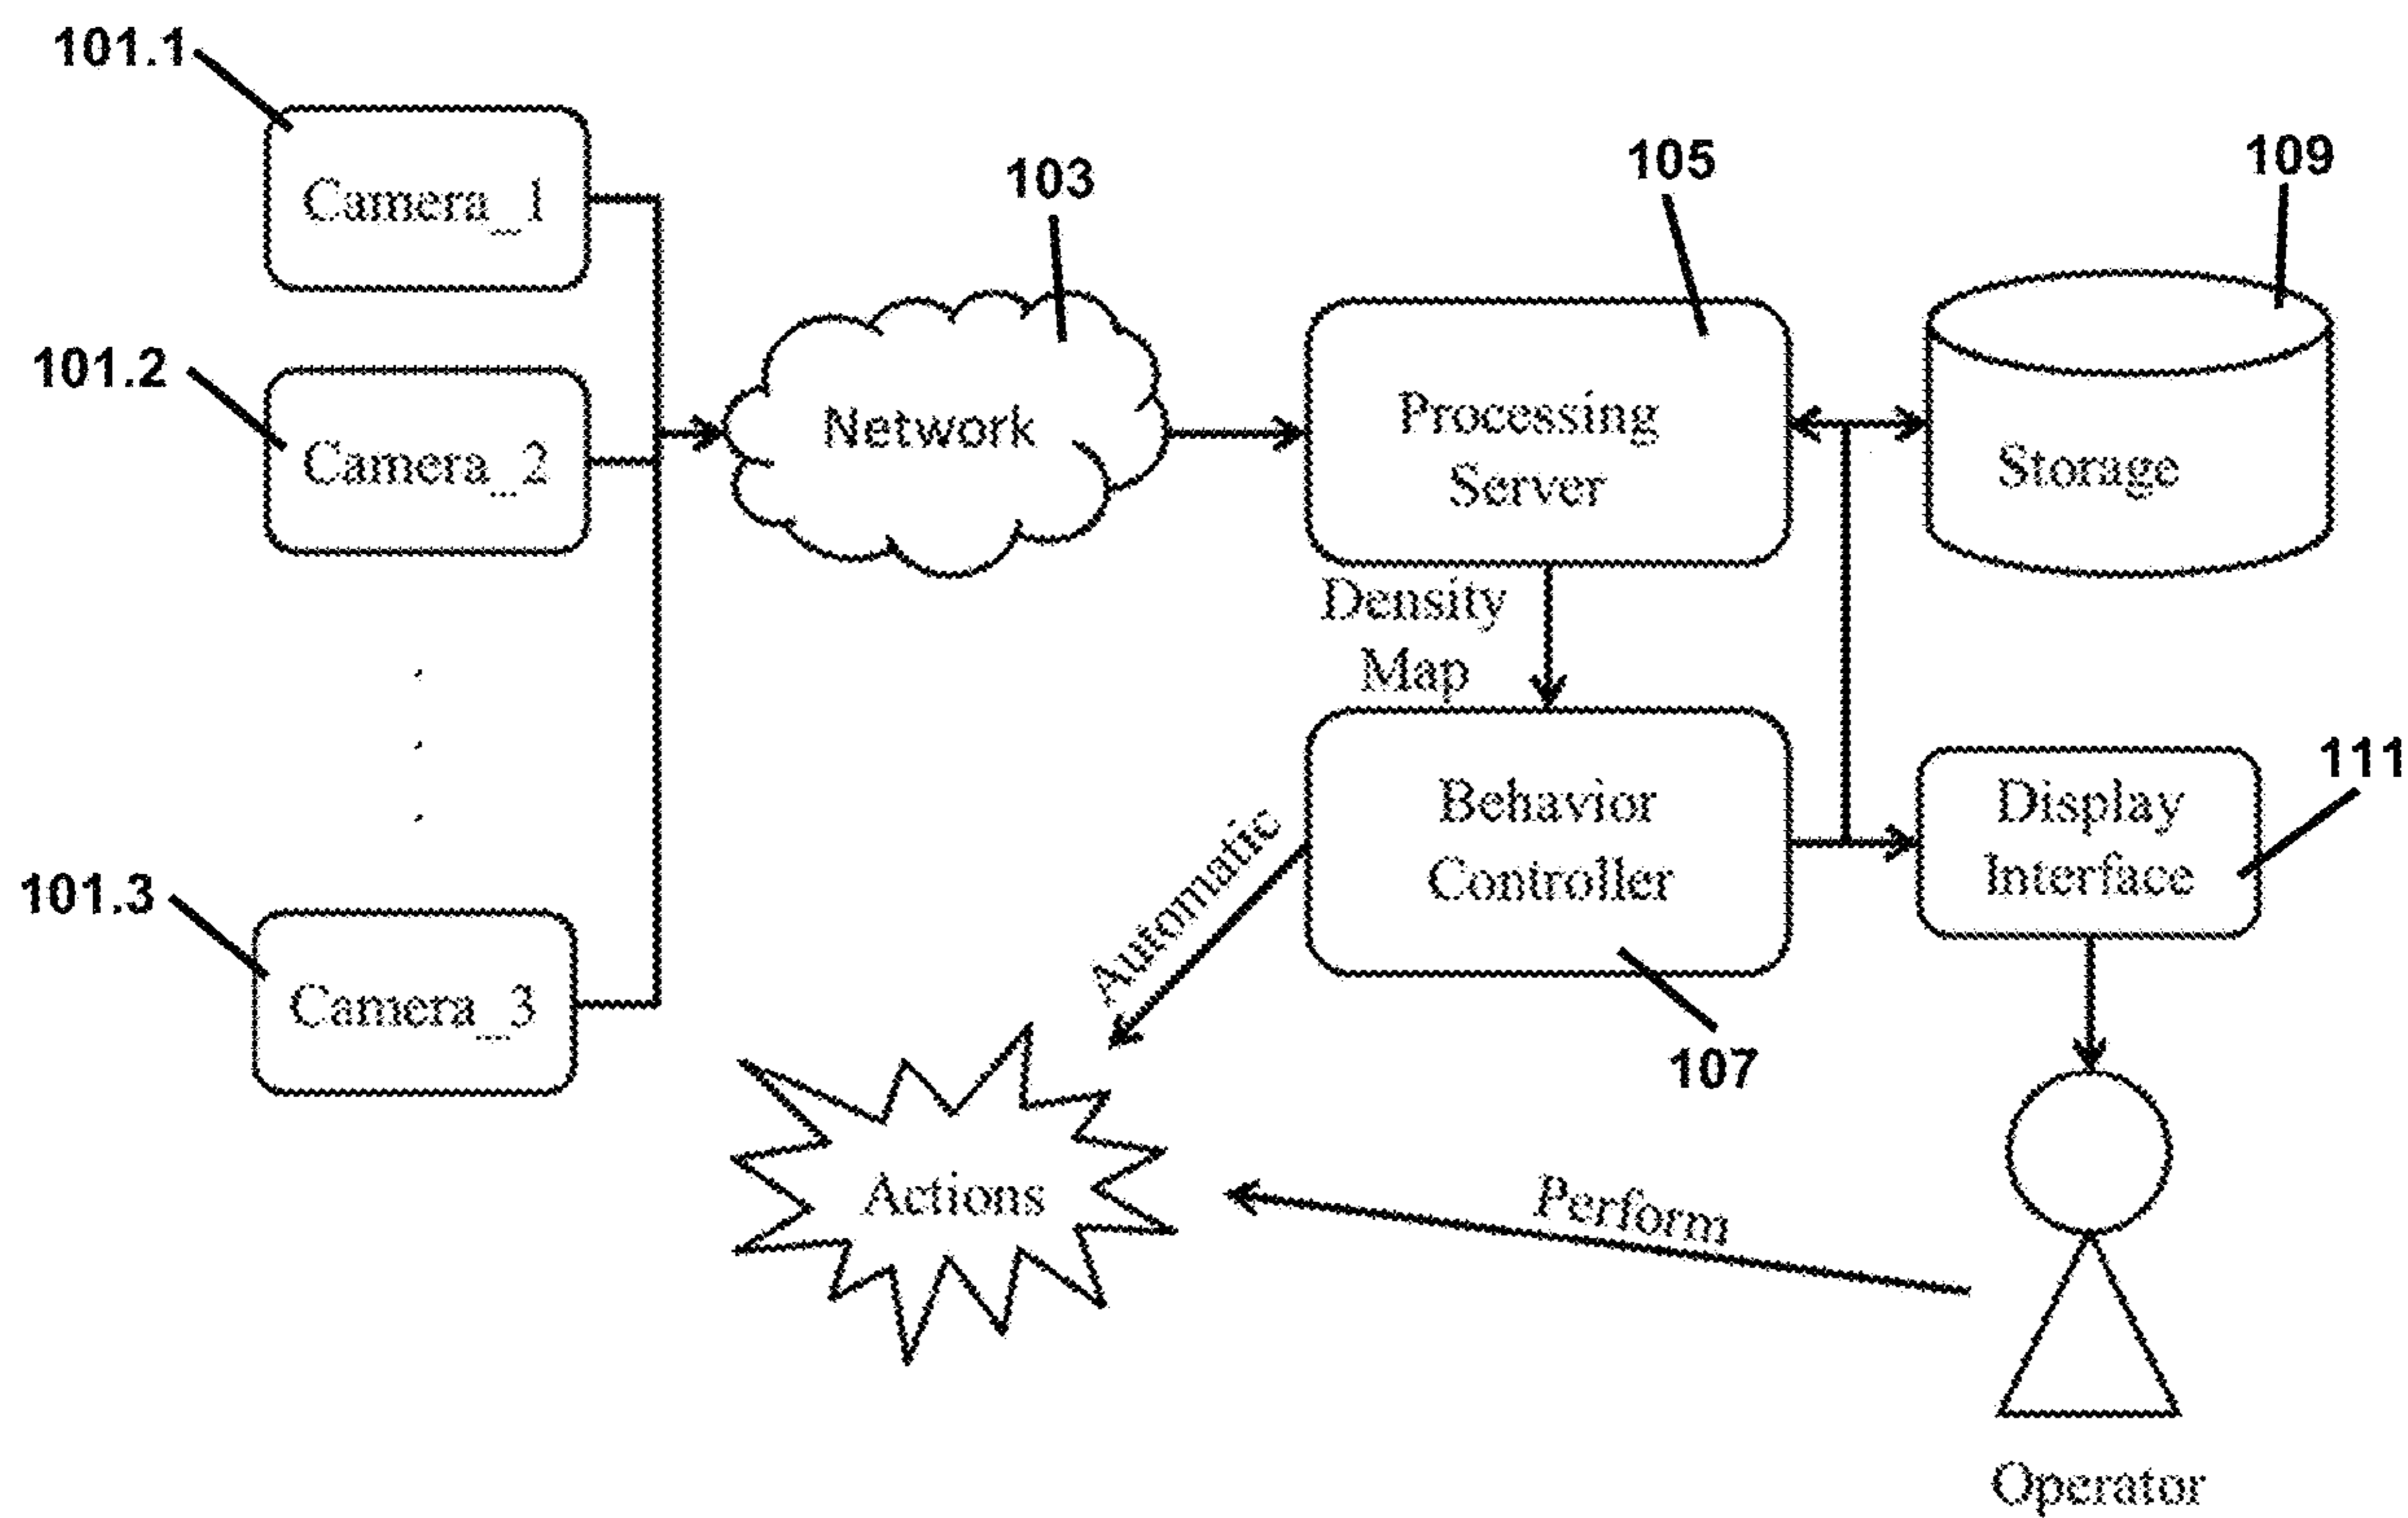 101.1
Camera_1
101.2
Camera_2
.
.
.
101.3
Camera_3
103
Network
105
Processing
Server
109
Storage
Density
Map
Behavior
Controller
107
Display
Interface
111
Automatic
Actions
Perform
Operator